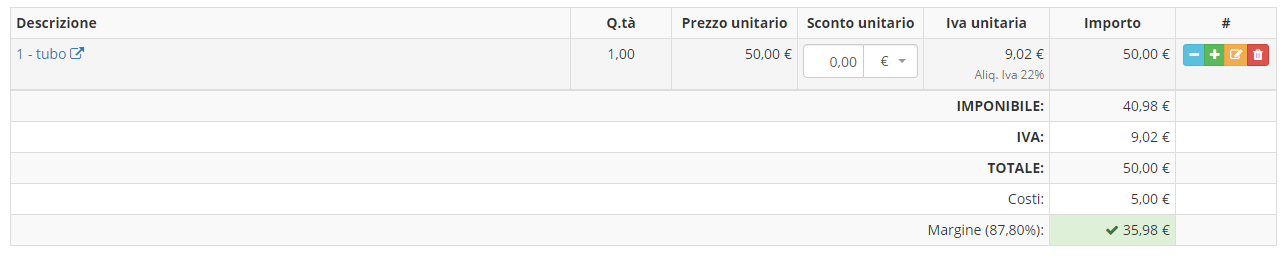 Descrizione Q.tà Prezzo unitario Sconto unitario Iva unitaria Importo #
1 - tubo 1,00 50,00 € 0,00 € 9,02 € 50,00 €
Aliq. Iva 22%
IMPONIBILE: 40,98 €
IVA: 9,02 €
TOTALE: 50,00 €
Costi: 5,00 €
Margine (87,80%): 35,98 €